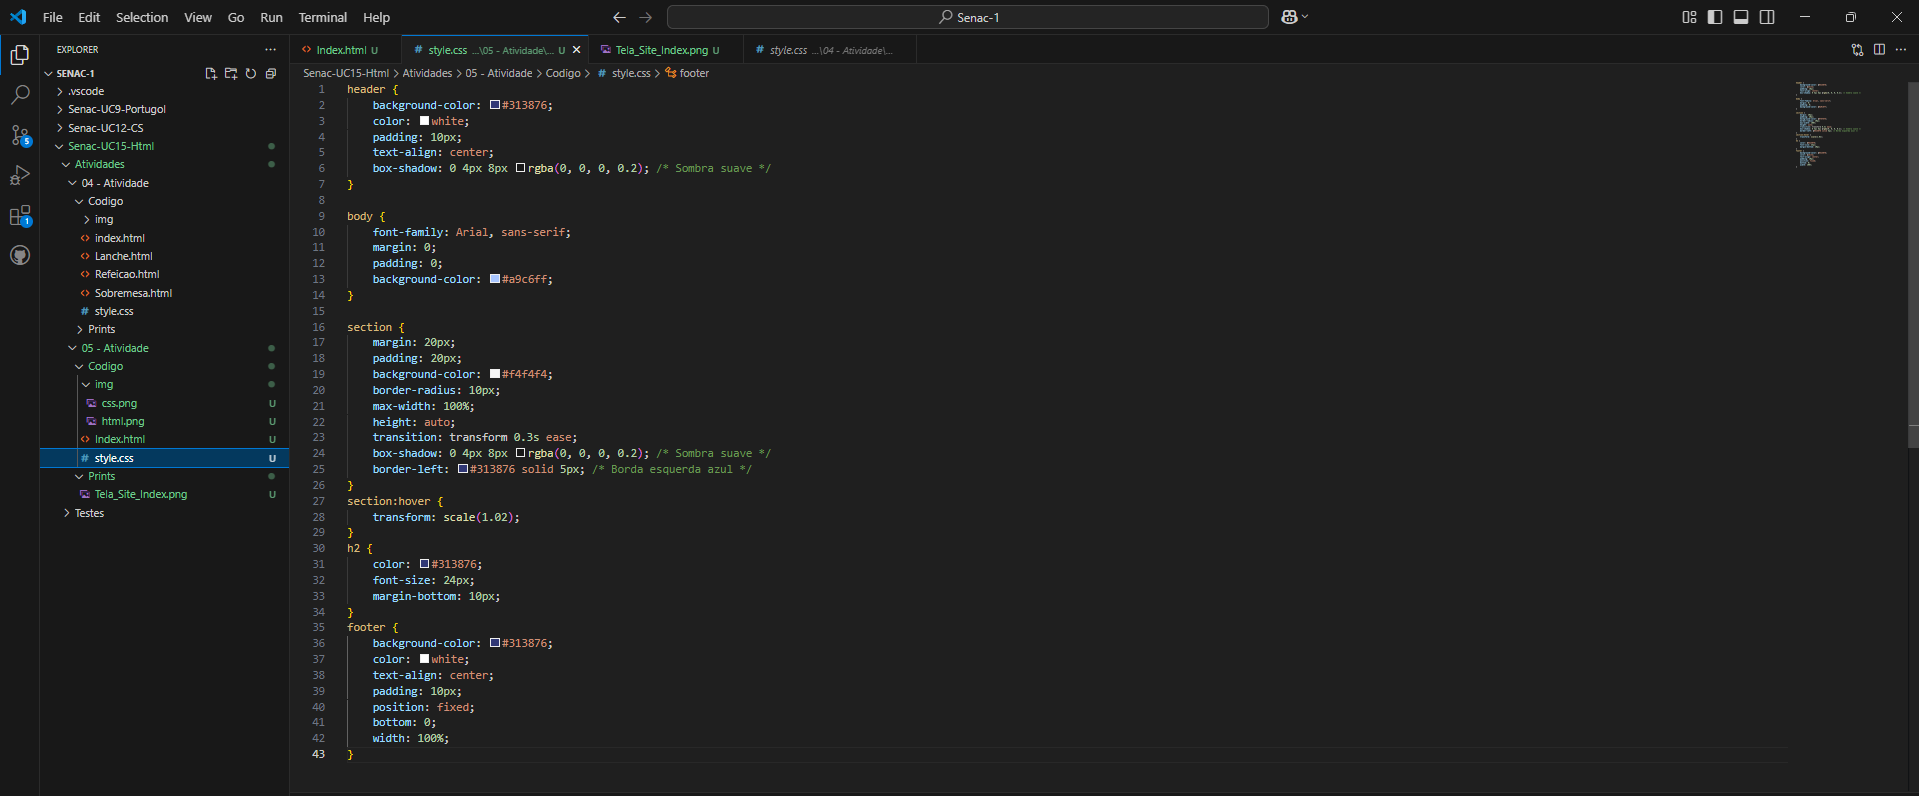 File Edit Selection View Go Run Terminal Help
Senac-1
EXPLORER
SENAC-1
.vscode
Senac-UC9-Portugol
Senac-UC12-CS
Senac-UC15-Html
Atividades
04 - Atividade
Codigo
img
index.html
Lanche.html
Refeicao.html
Sobremesa.html
style.css
Prints
05 - Atividade
Codigo
img
css.png U
html.png U
Index.html U
style.css U
Prints
Tela_Site_Index.png U
Testes
5
1
Index.html U
style.css ...\05 - Atividade\... U
Tela_Site_Index.png U
style.css ...\04 - Atividade\...
Senac-UC15-Html > Atividades > 05 - Atividade > Codigo > # style.css > footer
1 header {
2 background-color: #313876;
3 color: white;
4 padding: 10px;
5 text-align: center;
6 box-shadow: 0 4px 8px rgba(0, 0, 0, 0.2); /* Sombra suave */
7 }
8
9 body {
10 font-family: Arial, sans-serif;
11 margin: 0;
12 padding: 0;
13 background-color: #a9c6ff;
14 }
15
16 section {
17 margin: 20px;
18 padding: 20px;
19 background-color: #f4f4f4;
20 border-radius: 10px;
21 max-width: 100%;
22 height: auto;
23 transition: transform 0.3s ease;
24 box-shadow: 0 4px 8px rgba(0, 0, 0, 0.2); /* Sombra suave */
25 border-left: #313876 solid 5px; /* Borda esquerda azul */
26 }
27 section:hover {
28 transform: scale(1.02);
29 }
30 h2 {
31 color: #313876;
32 font-size: 24px;
33 margin-bottom: 10px;
34 }
35 footer {
36 background-color: #313876;
37 color: white;
38 text-align: center;
39 padding: 10px;
40 position: fixed;
41 bottom: 0;
42 width: 100%;
43 }